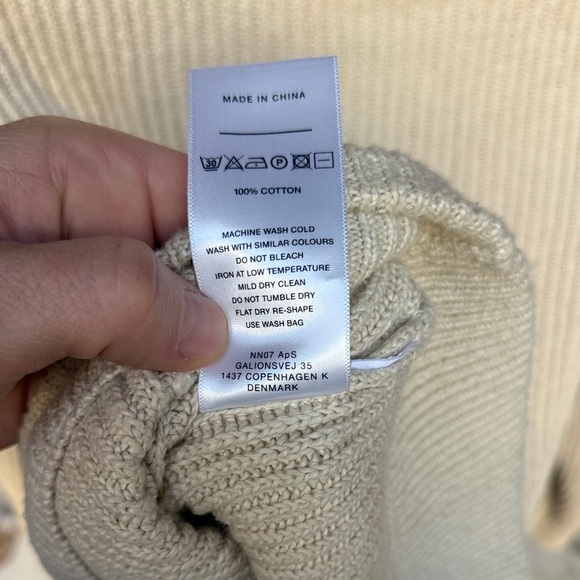 MADE IN CHINA
30 P
100% COTTON
MACHINE WASH COLD
WASH WITH SIMILAR COLOURS
DO NOT BLEACH
IRON AT LOW TEMPERATURE
MILD DRY CLEAN
DO NOT TUMBLE DRY
FLAT DRY RE-SHAPE
USE WASH BAG
NN07 ApS
GALIONSVEJ 35
1437 COPENHAGEN K
DENMARK